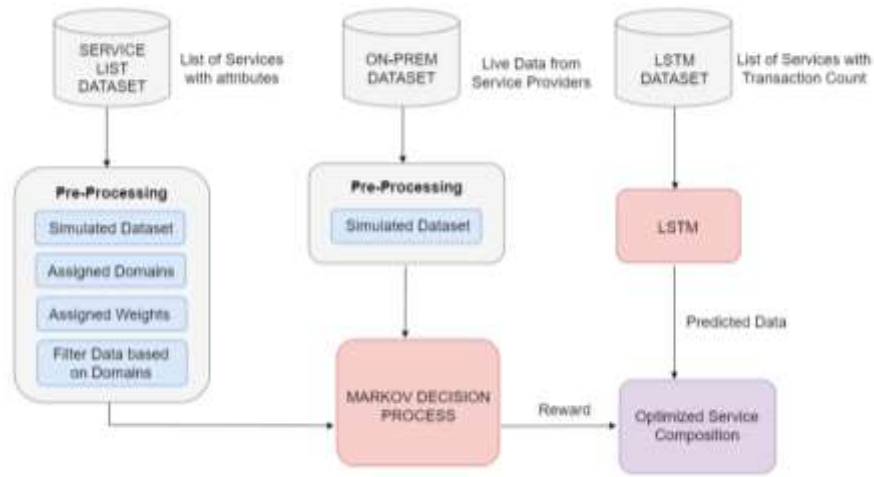 SERVICE
LIST
DATASET
List of Services
with attributes
ON-PREM
DATASET
Live Data from
Service Providers
LSTM
DATASET
List of Services with
Transaction Count
Pre-Processing
Simulated Dataset
Assigned Domains
Assigned Weights
Filter Data based
on Domains
Pre-Processing
Simulated Dataset
LSTM
Predicted Data
MARKOV DECISION
PROCESS
Reward
Optimized Service
Composition